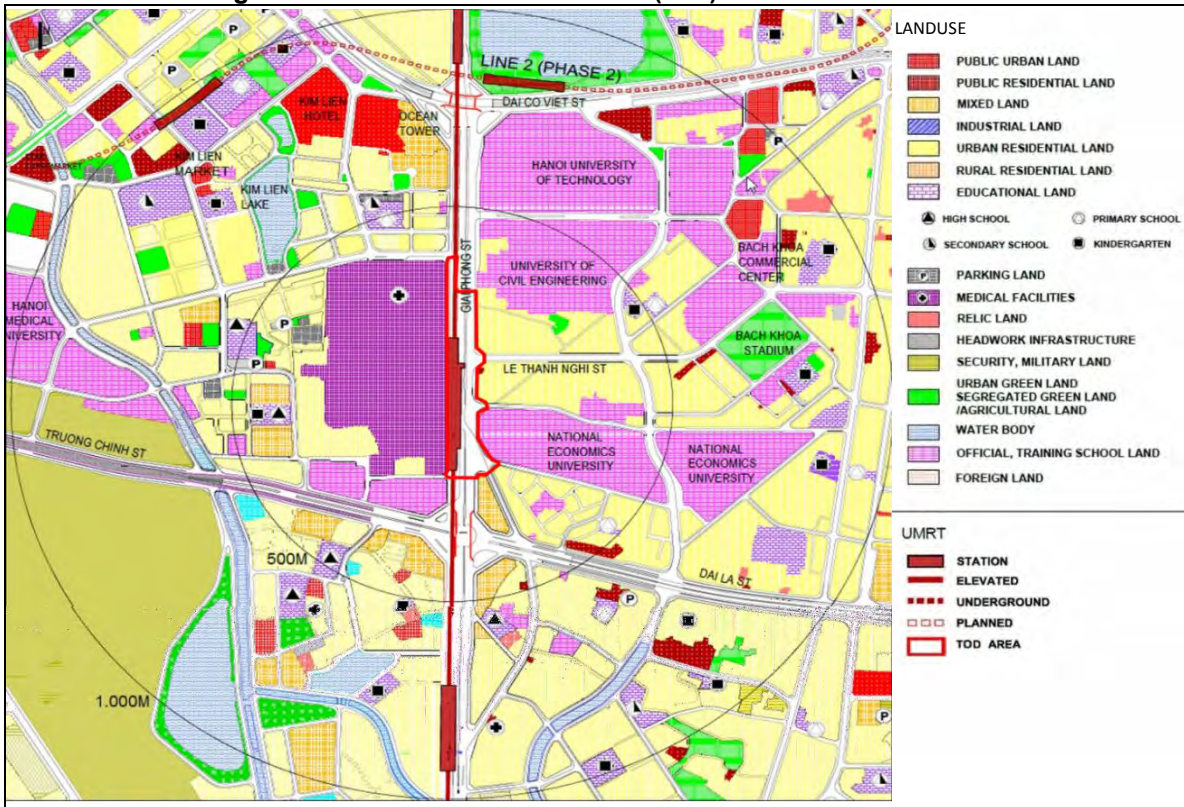 LANDUSE
PUBLIC URBAN LAND
PUBLIC RESIDENTIAL LAND
MIXED LAND
INDUSTRIAL LAND
URBAN RESIDENTIAL LAND
RURAL RESIDENTIAL LAND
EDUCATIONAL LAND
HIGH SCHOOL
PRIMARY SCHOOL
SECONDARY SCHOOL
KINDERGARTEN
P
PARKING LAND
MEDICAL FACILITIES
RELIC LAND
HEADWORK INFRASTRUCTURE
SECURITY, MILITARY LAND
URBAN GREEN LAND
SEGREGATED GREEN LAND
/AGRICULTURAL LAND
WATER BODY
OFFICIAL, TRAINING SCHOOL LAND
FOREIGN LAND
UMRT
STATION
ELEVATED
UNDERGROUND
PLANNED
TOD AREA
LINE 2 (PHASE 2)
DAI CO VIET ST
KIM LIEN
HOTEL
OCEAN
TOWER
KIM LIEN
MARKET
KIM LIEN
LAKE
HANOI UNIVERSITY
OF TECHNOLOGY
GIAI PHONG ST
UNIVERSITY OF
CIVIL ENGINEERING
BACH KHOA
COMMERCIAL
CENTER
HANOI
MEDICAL
UNIVERSITY
BACH KHOA
STADIUM
LE THANH NGHI ST
TRUONG CHINH ST
NATIONAL
ECONOMICS
UNIVERSITY
NATIONAL
ECONOMICS
UNIVERSITY
500M
DAI LA ST
1.000M
P
P
P
P
P
P
P